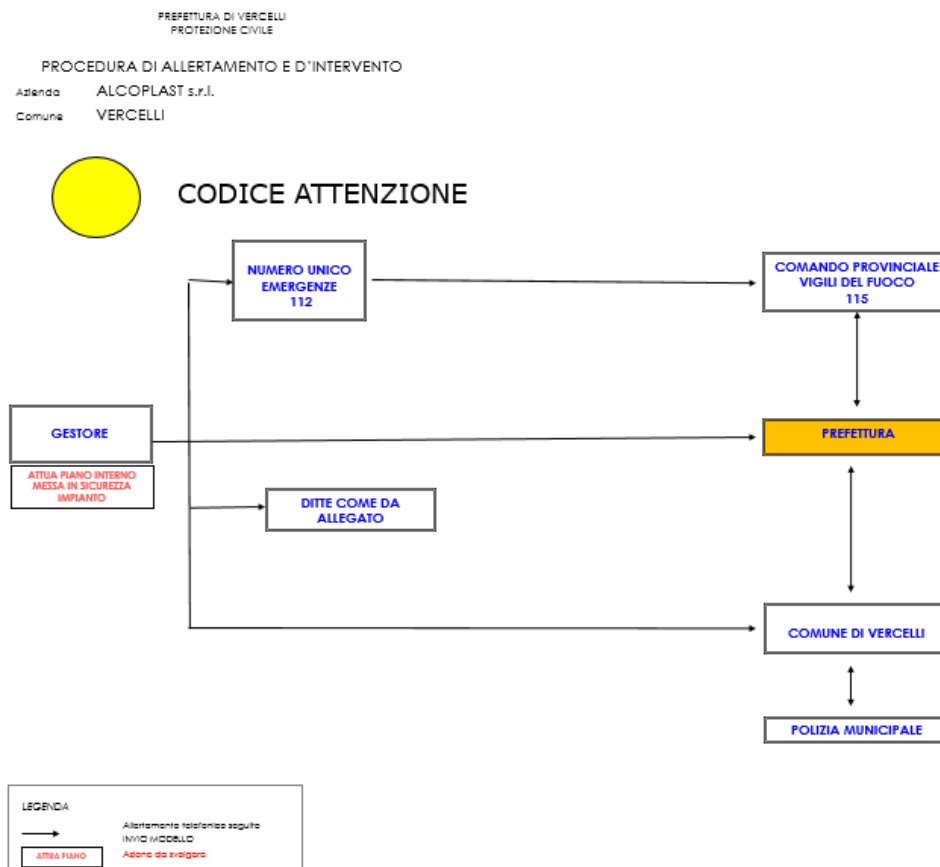 PREFETTURA DI VERCELLI
PROTEZIONE CIVILE
PROCEDURA DI ALLERTAMENTO E D'INTERVENTO
Azienda ALCOPLAST s.r.l.
Comune VERCELLI
CODICE ATTENZIONE
NUMERO UNICO
EMERGENZE
112
COMANDO PROVINCIALE
VIGILI DEL FUOCO
115
GESTORE
PREFETTURA
ATTUA PIANO INTERNO
MESSA IN SICUREZZA
IMPIANTO
DITTE COME DA
ALLEGATO
COMUNE DI VERCELLI
POLIZIA MUNICIPALE
LEGENDA
Allertamento telefonico seguito
INVIO MODELLO
ATTUA PIANO
Azione da svolgere